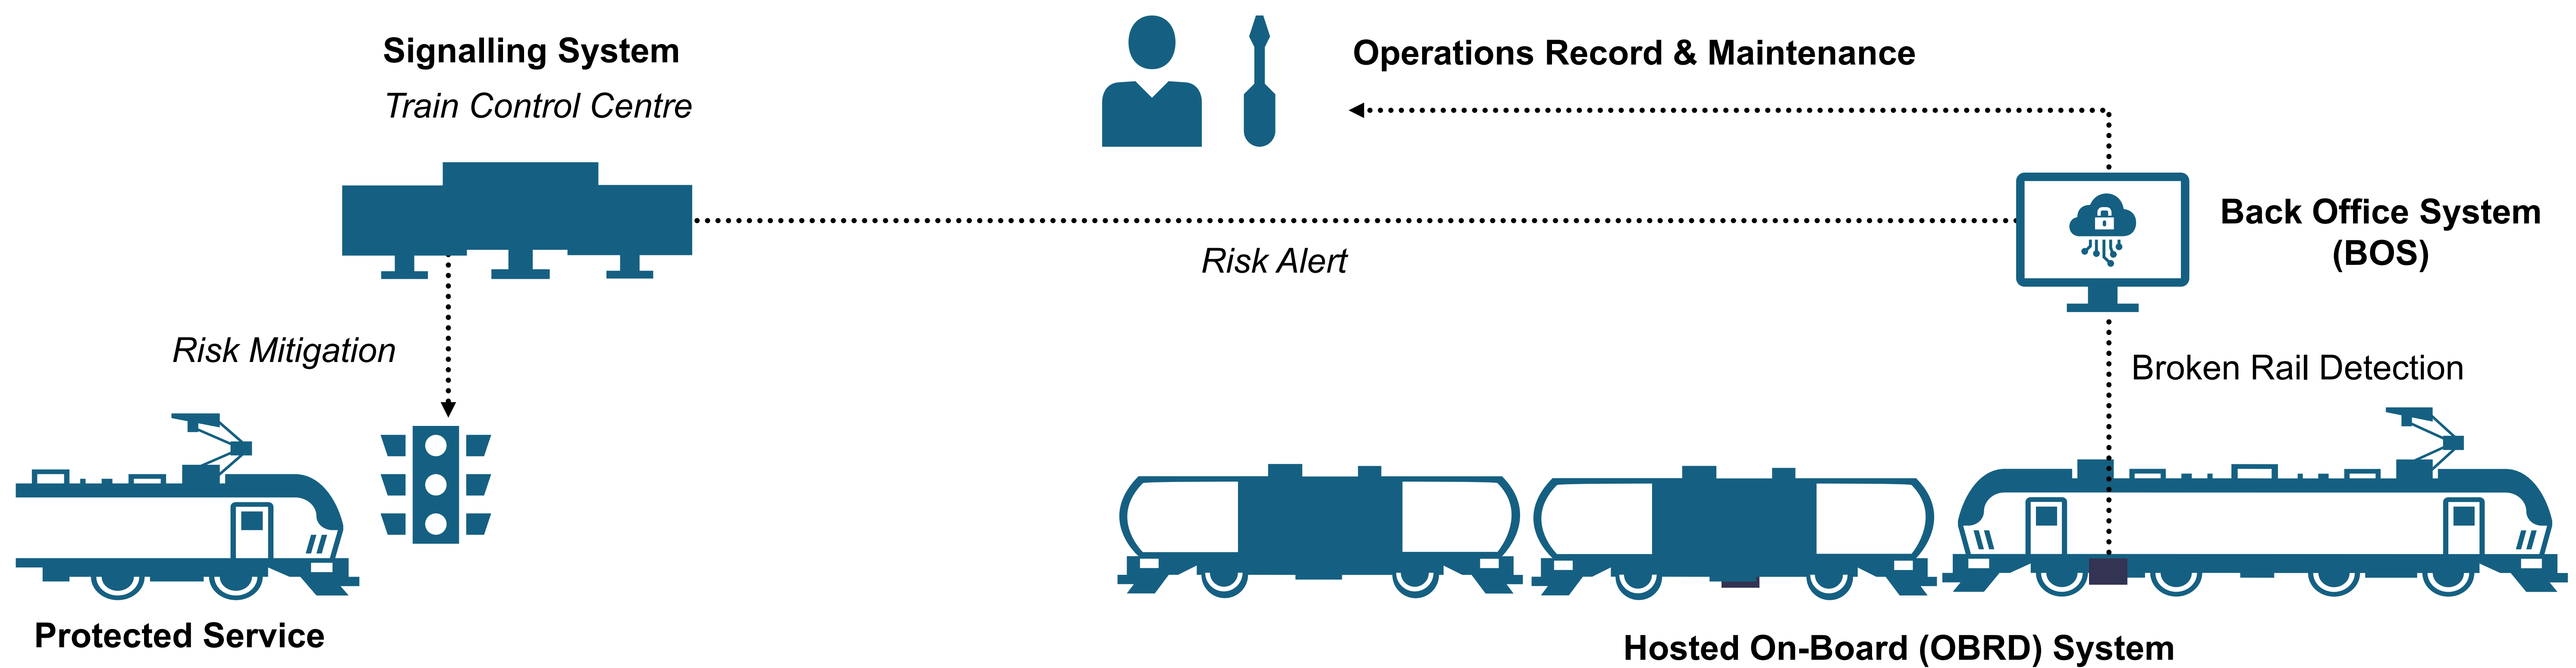 Signalling System
Train Control Centre
Operations Record & Maintenance
Back Office System
(BOS)
Risk Alert
Risk Mitigation
Broken Rail Detection
Protected Service
Hosted On-Board (OBRD) System